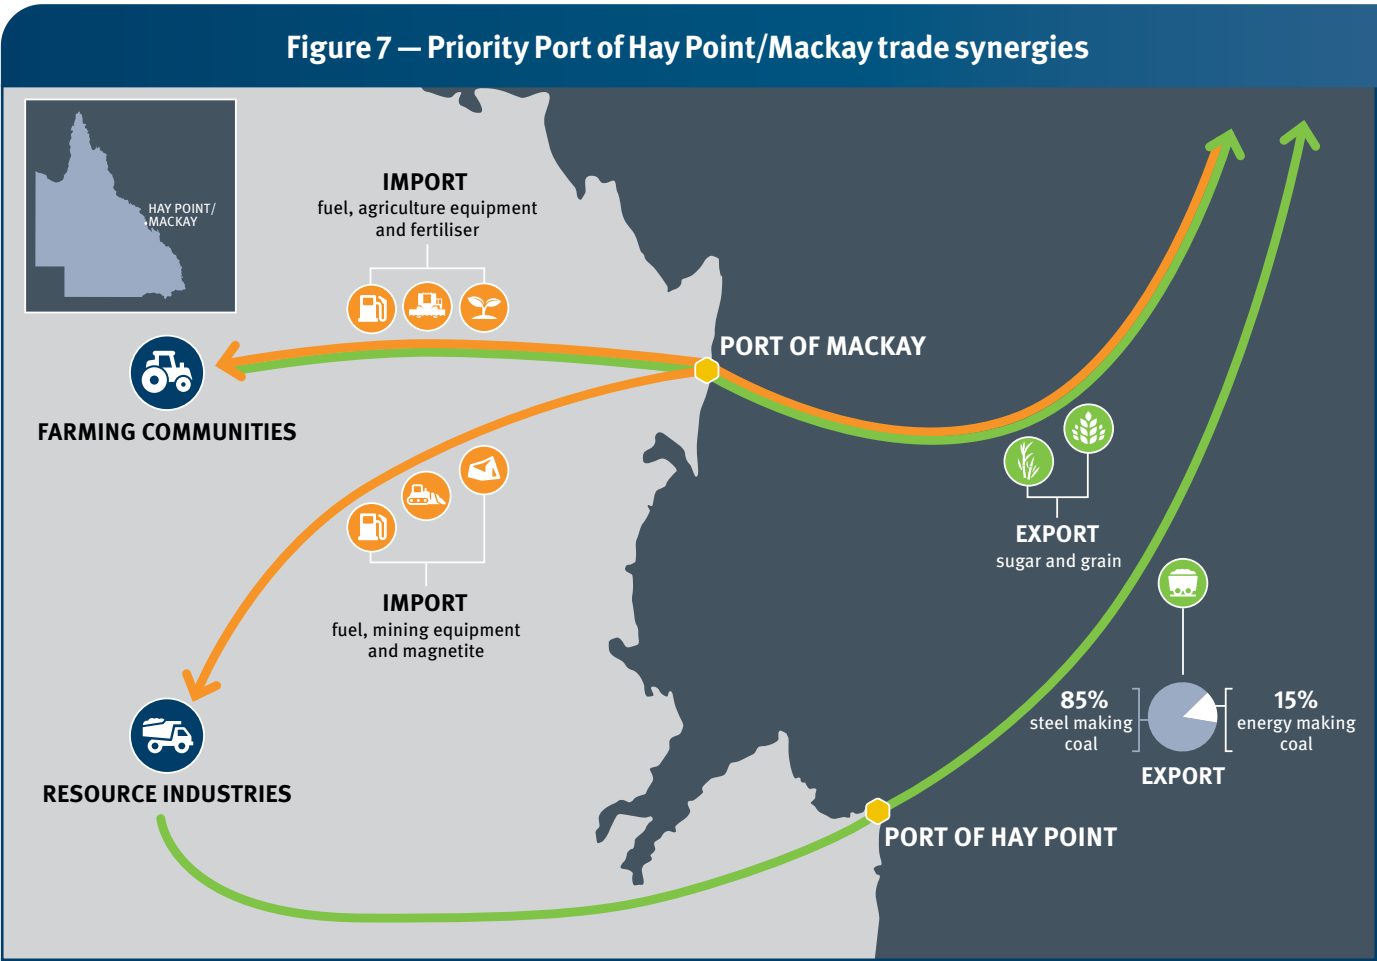 Figure 7 — Priority Port of Hay Point/Mackay trade synergies
HAY POINT/
MACKAY
IMPORT
fuel, agriculture equipment
and fertiliser
PORT OF MACKAY
FARMING COMMUNITIES
EXPORT
sugar and grain
IMPORT
fuel, mining equipment
and magnetite
85%
steel making
coal
15%
energy making
coal
EXPORT
RESOURCE INDUSTRIES
PORT OF HAY POINT